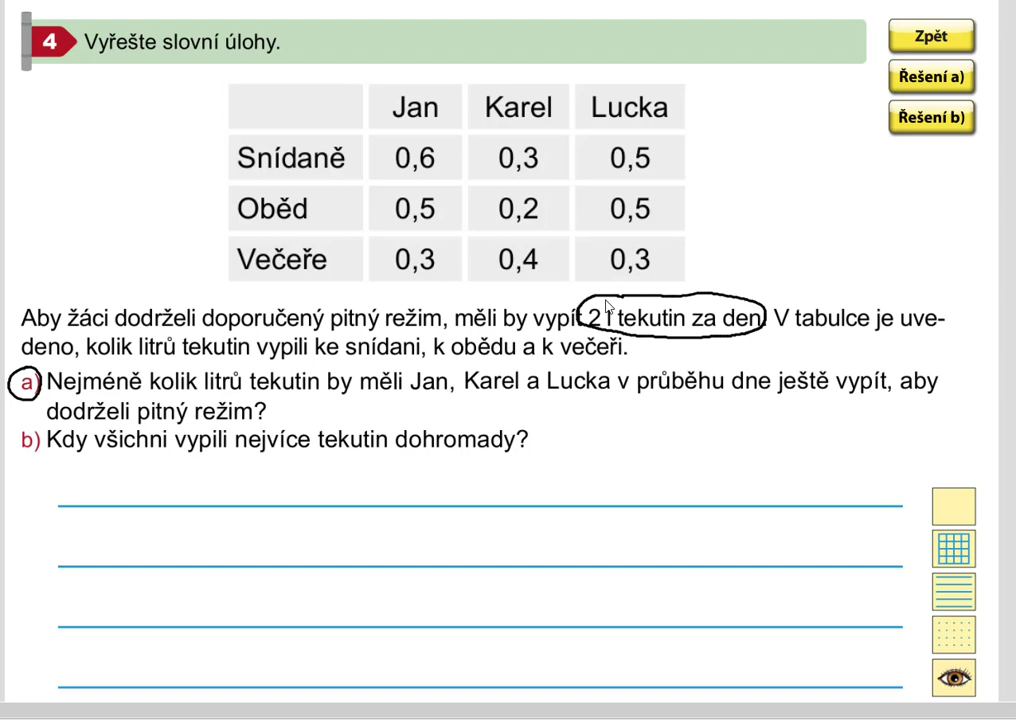 4 Vyřešte slovní úlohy.
Zpět
Řešení a)
Řešení b)
Jan Karel Lucka
Snídaně 0,6 0,3 0,5
Oběd 0,5 0,2 0,5
Večeře 0,3 0,4 0,3
Aby žáci dodrželi doporučený pitný režim, měli by vypít 2 l tekutin za den. V tabulce je uve-
deno, kolik litrů tekutin vypili ke snídani, k obědu a k večeři.
a) Nejméně kolik litrů tekutin by měli Jan, Karel a Lucka v průběhu dne ještě vypít, aby
dodrželi pitný režim?
b) Kdy všichni vypili nejvíce tekutin dohromady?